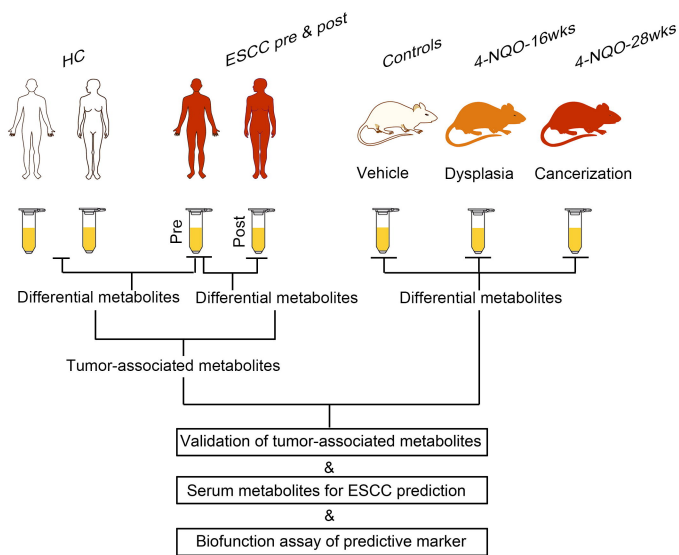 HC
ESCC pre & post
Controls
4-NQO-16wks
4-NQO-28wks
Vehicle
Dysplasia
Cancerization
Pre
Post
Differential metabolites
Differential metabolites
Differential metabolites
Tumor-associated metabolites
Validation of tumor-associated metabolites
&
Serum metabolites for ESCC prediction
&
Biofunction assay of predictive marker